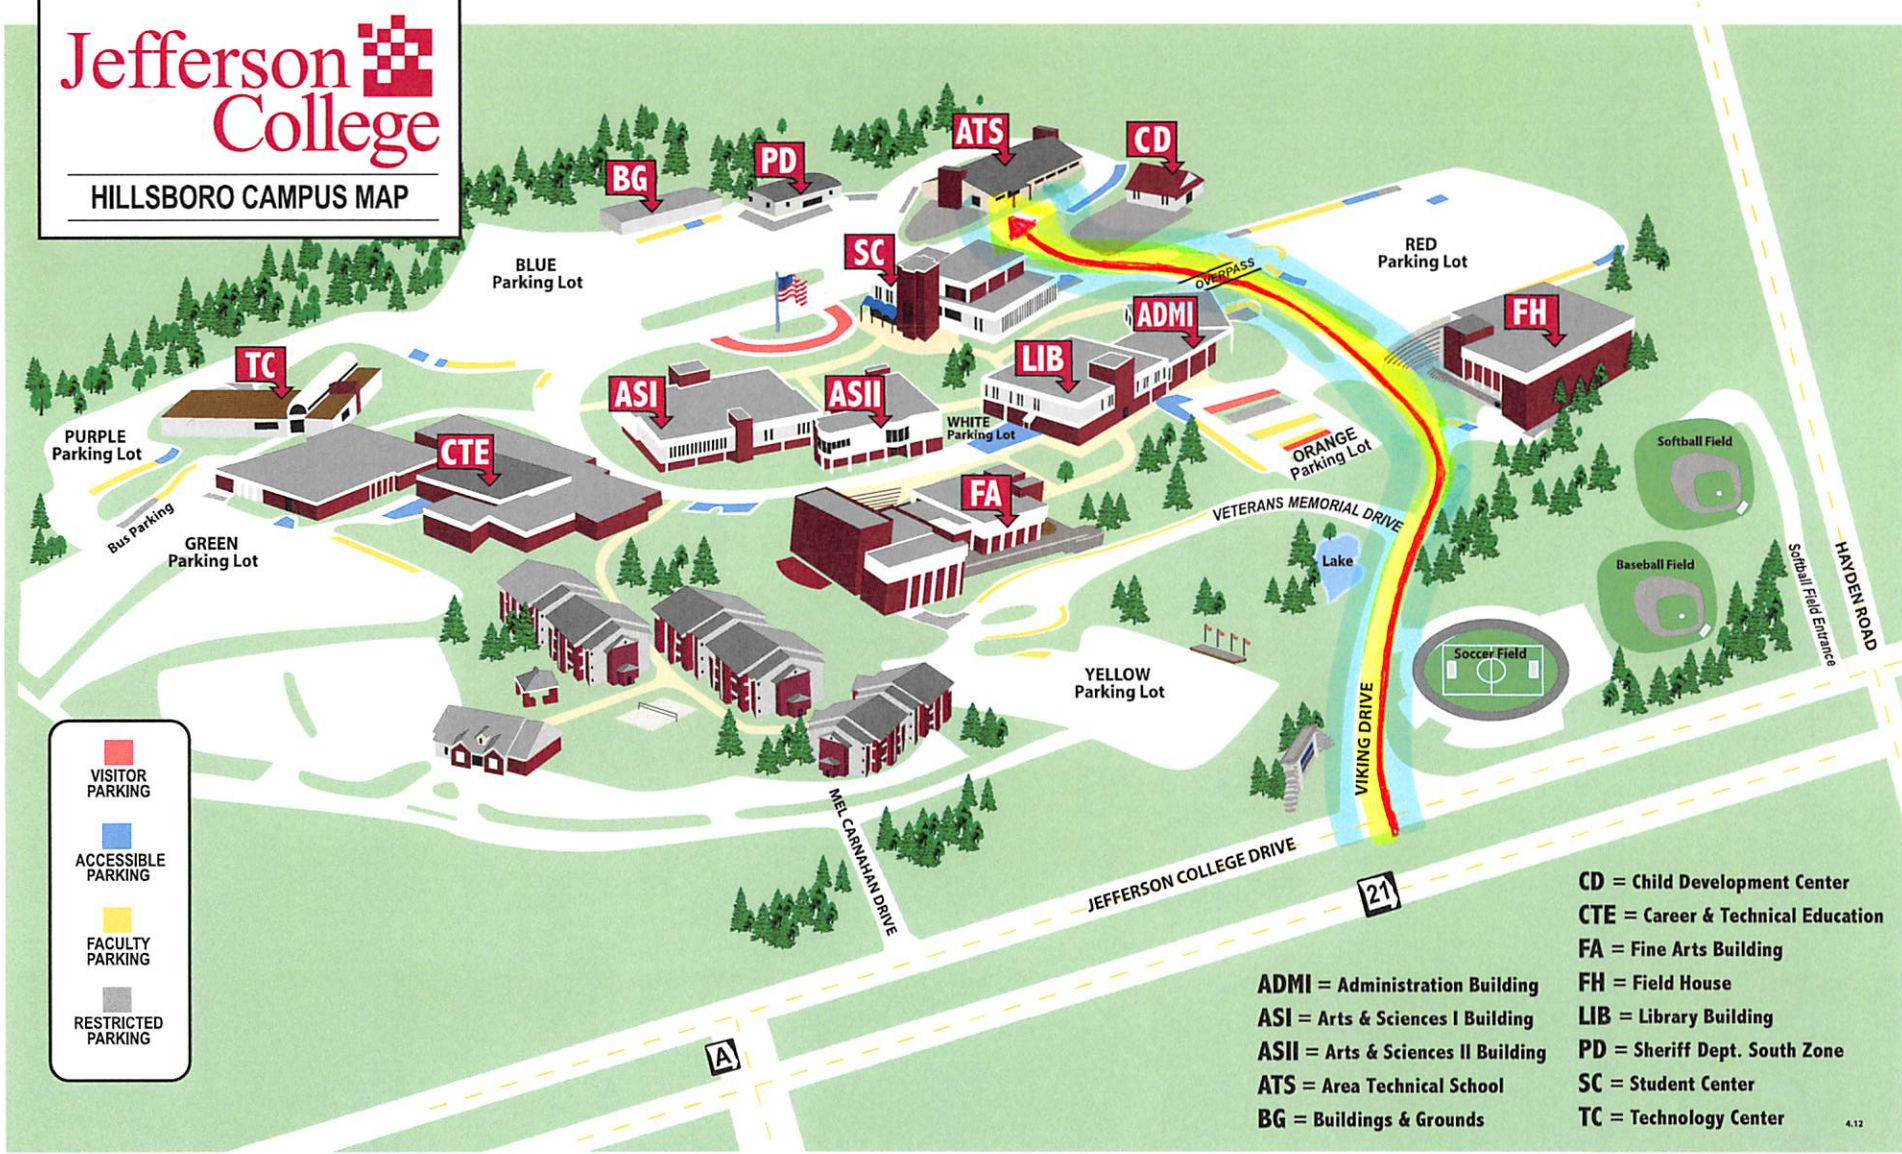 Jefferson
College
HILLSBORO CAMPUS MAP
ATS
CD
PD
BG
SC
BLUE
Parking Lot
RED
Parking Lot
OVERPASS
ADMI
FH
TC
LIB
ASI
ASII
WHITE
Parking Lot
ORANGE
Parking Lot
PURPLE
Parking Lot
CTE
Softball Field
FA
VETERANS MEMORIAL DRIVE
Bus Parking
GREEN
Parking Lot
Lake
Baseball Field
HAYDEN ROAD
Softball Field Entrance
Soccer Field
YELLOW
Parking Lot
VIKING DRIVE
MEL CARNAHAN DRIVE
JEFFERSON COLLEGE DRIVE
21
A
VISITOR
PARKING
ACCESSIBLE
PARKING
FACULTY
PARKING
RESTRICTED
PARKING
ADMI = Administration Building
ASI = Arts & Sciences I Building
ASII = Arts & Sciences II Building
ATS = Area Technical School
BG = Buildings & Grounds
CD = Child Development Center
CTE = Career & Technical Education
FA = Fine Arts Building
FH = Field House
LIB = Library Building
PD = Sheriff Dept. South Zone
SC = Student Center
TC = Technology Center
4.12